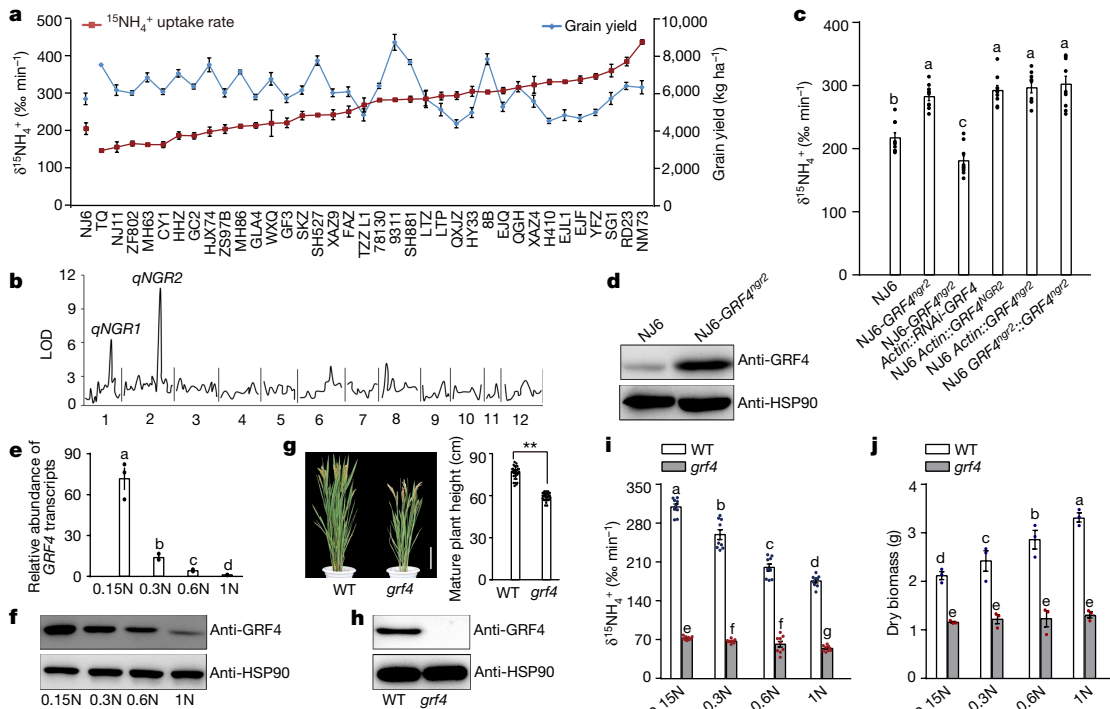 a
¹⁵NH₄⁺ uptake rate
Grain yield
δ¹⁵NH₄⁺ (‰ min⁻¹)
500
400
300
200
100
0
10,000
8,000
6,000
4,000
2,000
0
Grain yield (kg ha⁻¹)
NJ6
TQ
NJ11
ZF802
MH63
CY1
HHZ
GC2
HJX74
ZS97B
MH86
GLA4
WXQ
GF3
SKZ
SH527
XAZ9
FAZ
TZZ L1
78130
9311
SH881
LTZ
LTP
QXJZ
HY33
8B
EJQ
QGH
XAZ4
H410
EJL1
EJF
YFZ
SG1
RD23
NM73
b
LOD
12
9
6
3
0
qNGR1
qNGR2
1 2 3 4 5 6 7 8 9 10 11 12
c
δ¹⁵NH₄⁺ (‰ min⁻¹)
400
300
200
100
0
b a c a a a
NJ6
NJ6-GRF4ⁿᵍʳ²
NJ6-GRF4ⁿᵍʳ²
Actin::RNAi-GRF4
NJ6 Actin::GRF4ᴺᴳᴿ²
NJ6 Actin::GRF4ⁿᵍʳ²
NJ6 GRF4ⁿᵍʳ²::GRF4ⁿᵍʳ²
d
NJ6
NJ6-GRF4ⁿᵍʳ²
Anti-GRF4
Anti-HSP90
e
Relative abundance of
GRF4 transcripts
90
60
30
0
a b c d
0.15N 0.3N 0.6N 1N
f
Anti-GRF4
Anti-HSP90
0.15N 0.3N 0.6N 1N
g
WT grf4
Mature plant height (cm)
90
60
30
0
**
WT grf4
h
Anti-GRF4
Anti-HSP90
WT grf4
i
WT
grf4
δ¹⁵NH₄⁺ (‰ min⁻¹)
350
280
210
140
70
0
a b c d
e f f g
0.15N 0.3N 0.6N 1N
j
WT
grf4
Dry biomass (g)
4
3
2
1
0
d c b a
e e e e
0.15N 0.3N 0.6N 1N